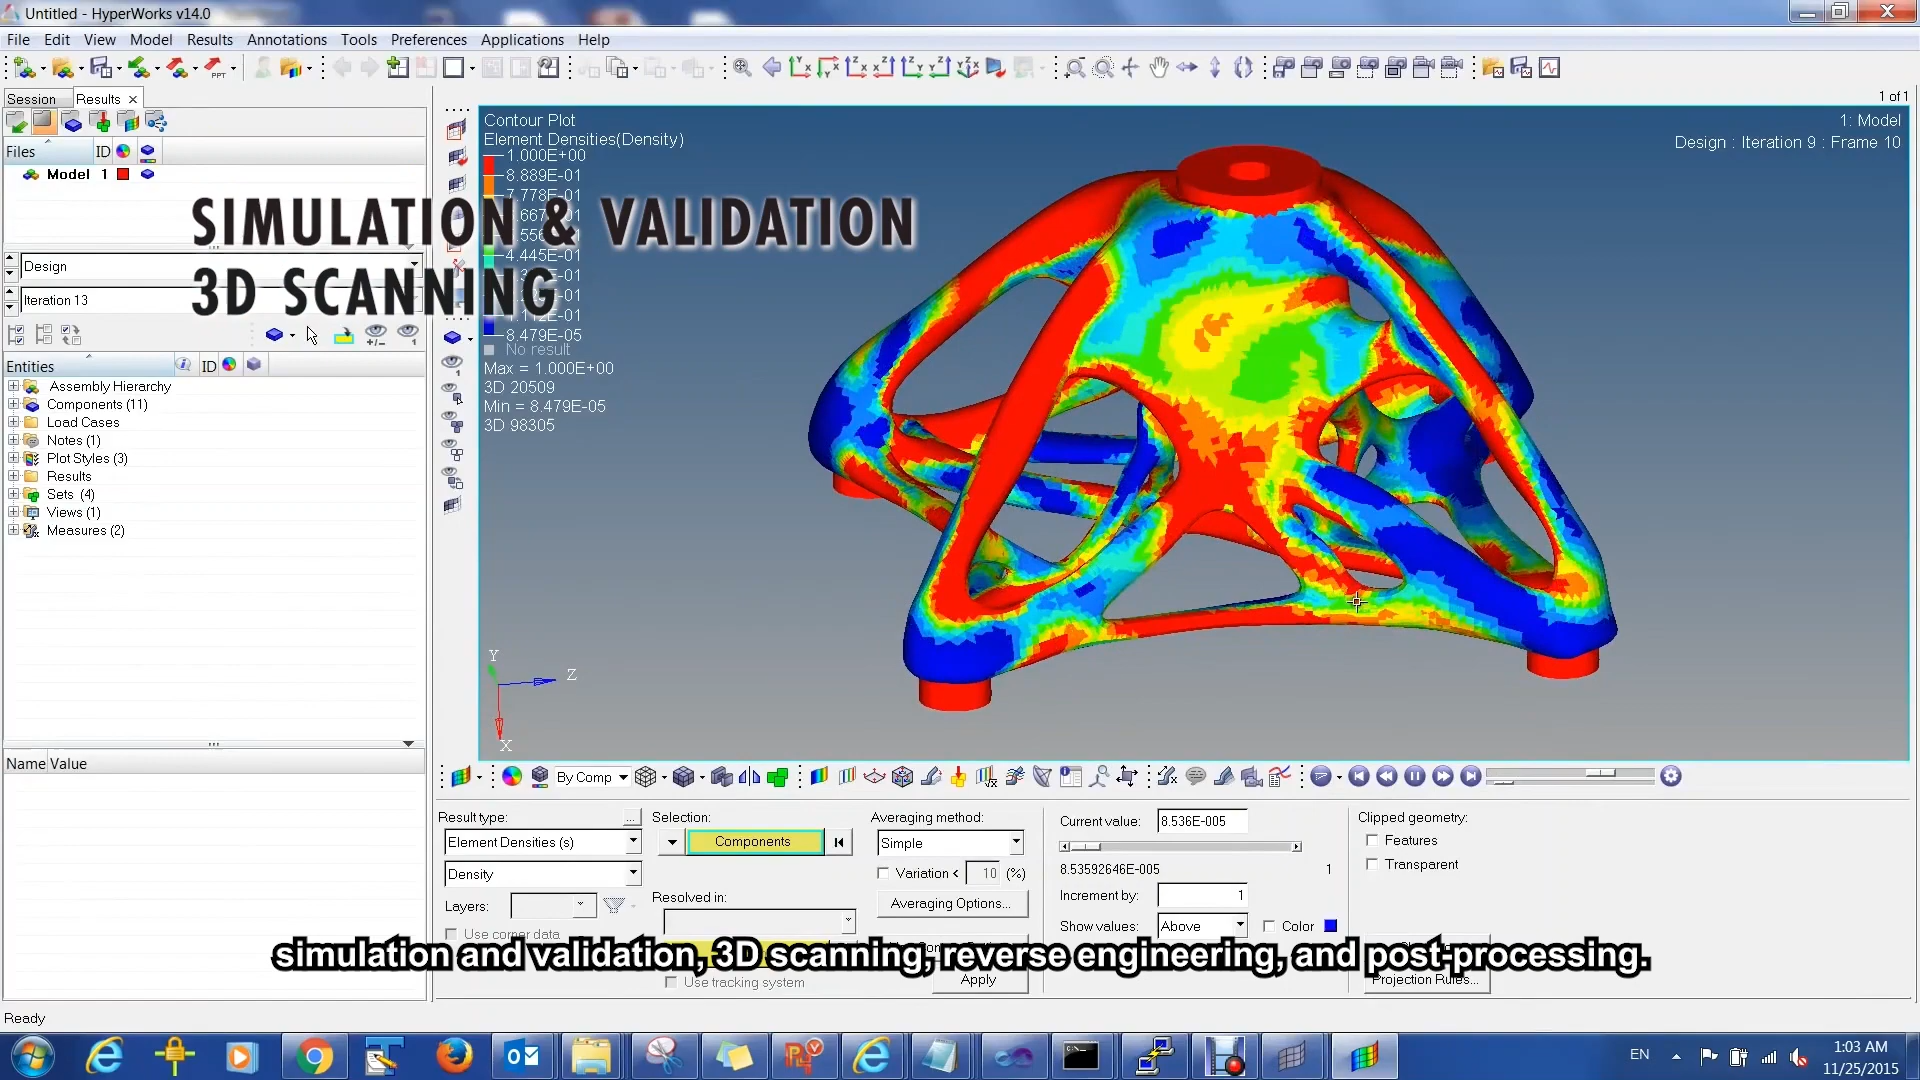 Untitled - HyperWorks v14.0
File Edit View Model Results Annotations Tools Preferences Applications Help
PPT
Session Results
1 of 1
Files ID
Model 1
Contour Plot
Element Densities(Density)
1.000E+00
8.889E-01
7.778E-01
4.445E-01
8.479E-05
No result
Max = 1.000E+00
3D 20509
Min = 8.479E-05
3D 98305
1: Model
Design : Iteration 9 : Frame 10
SIMULATION & VALIDATION
3D SCANNING
Design
Iteration 13
Entities ID
Assembly Hierarchy
Components (11)
Load Cases
Notes (1)
Plot Styles (3)
Results
Sets (4)
Views (1)
Measures (2)
Y
Z
X
Name Value
By Comp
Result type:
Element Densities (s)
Density
Layers:
Use corner data
Selection:
Components
Resolved in:
Use tracking system
Averaging method:
Simple
Variation < 10 (%)
Averaging Options...
Apply
Current value: 8.536E-005
8.53592646E-005 1
Increment by: 1
Show values: Above Color
Clipped geometry:
Features
Transparent
Projection Rules...
simulation and validation, 3D scanning, reverse engineering, and post-processing.
Ready
EN
1:03 AM
11/25/2015